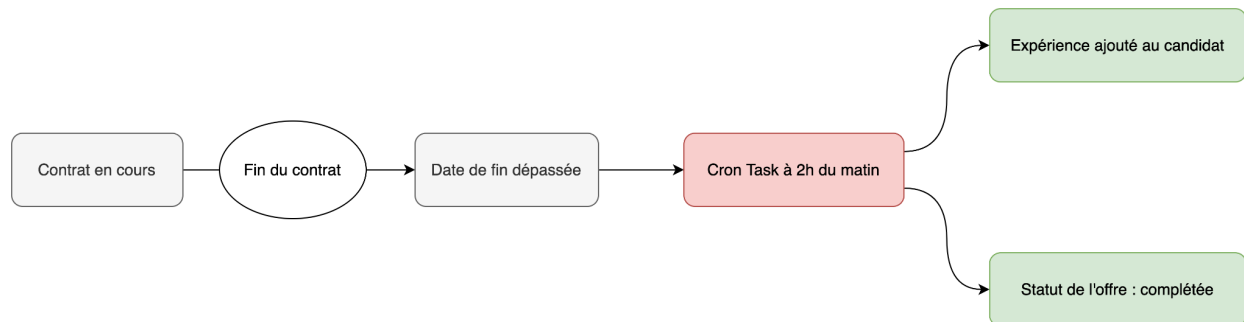 Expérience ajouté au candidat
Contrat en cours
Fin du contrat
Date de fin dépassée
Cron Task à 2h du matin
Statut de l'offre : complétée